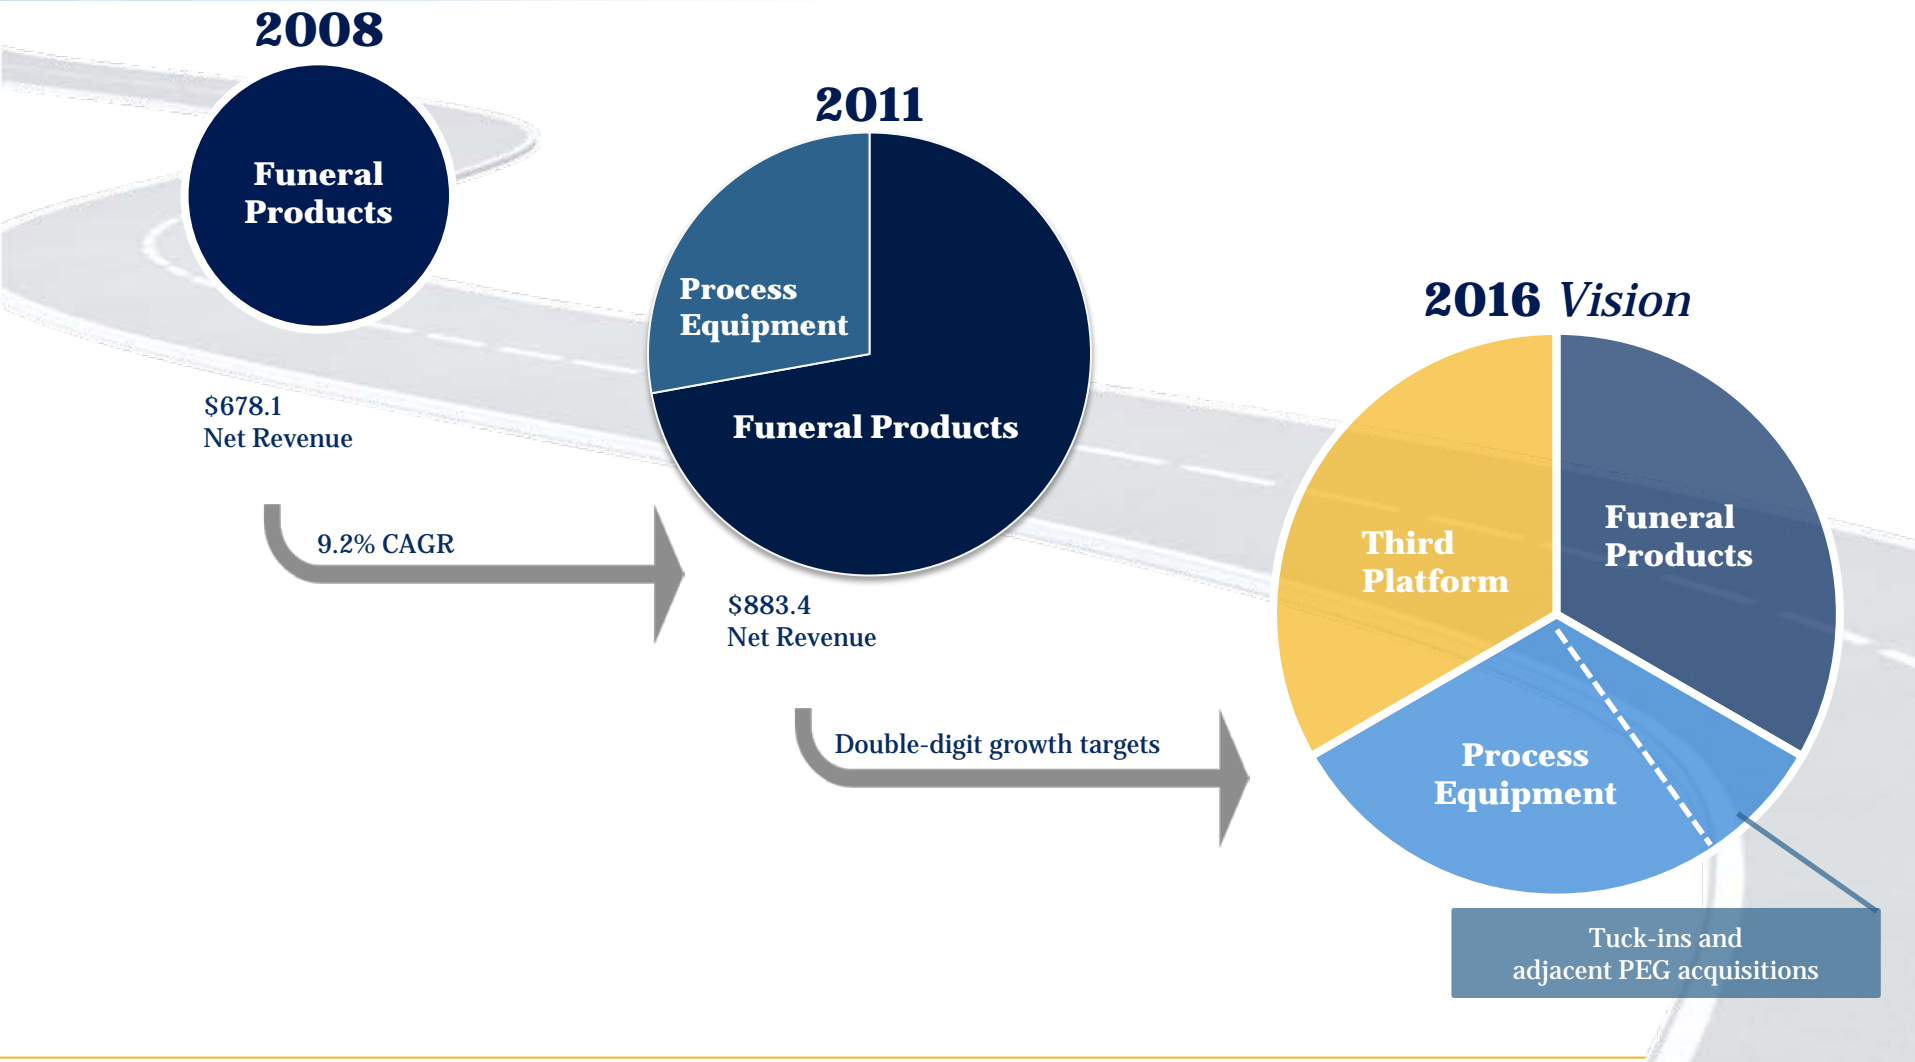 2008
Funeral
Products
$678.1
Net Revenue
9.2% CAGR
2011
Process
Equipment
Funeral Products
$883.4
Net Revenue
Double-digit growth targets
2016 Vision
Third
Platform
Funeral
Products
Process
Equipment
Tuck-ins and
adjacent PEG acquisitions